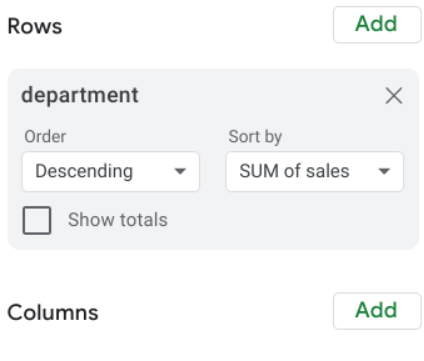 Rows Add
department
Order Sort by
Descending SUM of sales
Show totals
Columns Add